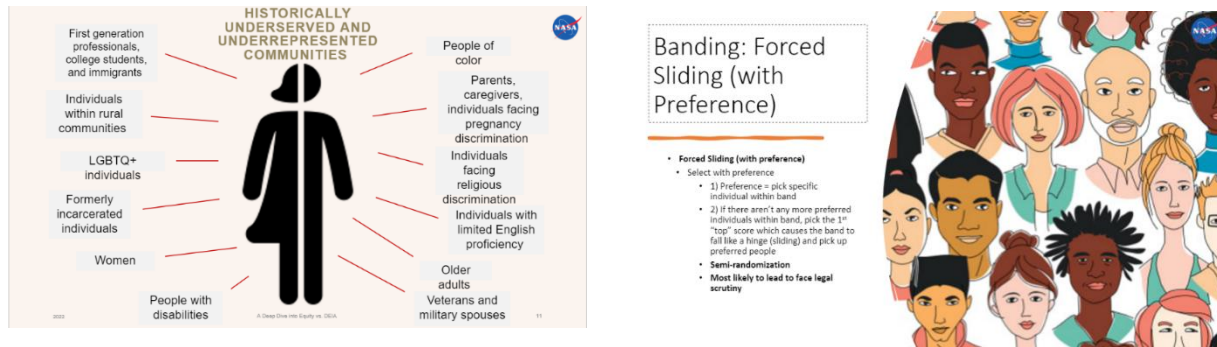 HISTORICALLY
UNDERSERVED AND
UNDERREPRESENTED
COMMUNITIES
NASA
First generation
professionals,
college students,
and immigrants
Individuals
within rural
communities
LGBTQ+
individuals
Formerly
incarcerated
individuals
Women
People with
disabilities
People of
color
Parents,
caregivers,
individuals facing
pregnancy
discrimination
Individuals
facing
religious
discrimination
Individuals with
limited English
proficiency
Older
adults
Veterans and
military spouses
2023
A Deep Dive into Equity vs. DEIA
11
Banding: Forced
Sliding (with
Preference)
• Forced Sliding (with preference)
• Select with preference
• 1) Preference = pick specific
individual within band
• 2) If there aren't any more preferred
individuals within band, pick the 1st
"top" score which causes the band to
fall like a hinge (sliding) and pick up
preferred people
• Semi-randomization
• Most likely to lead to face legal
scrutiny
NASA